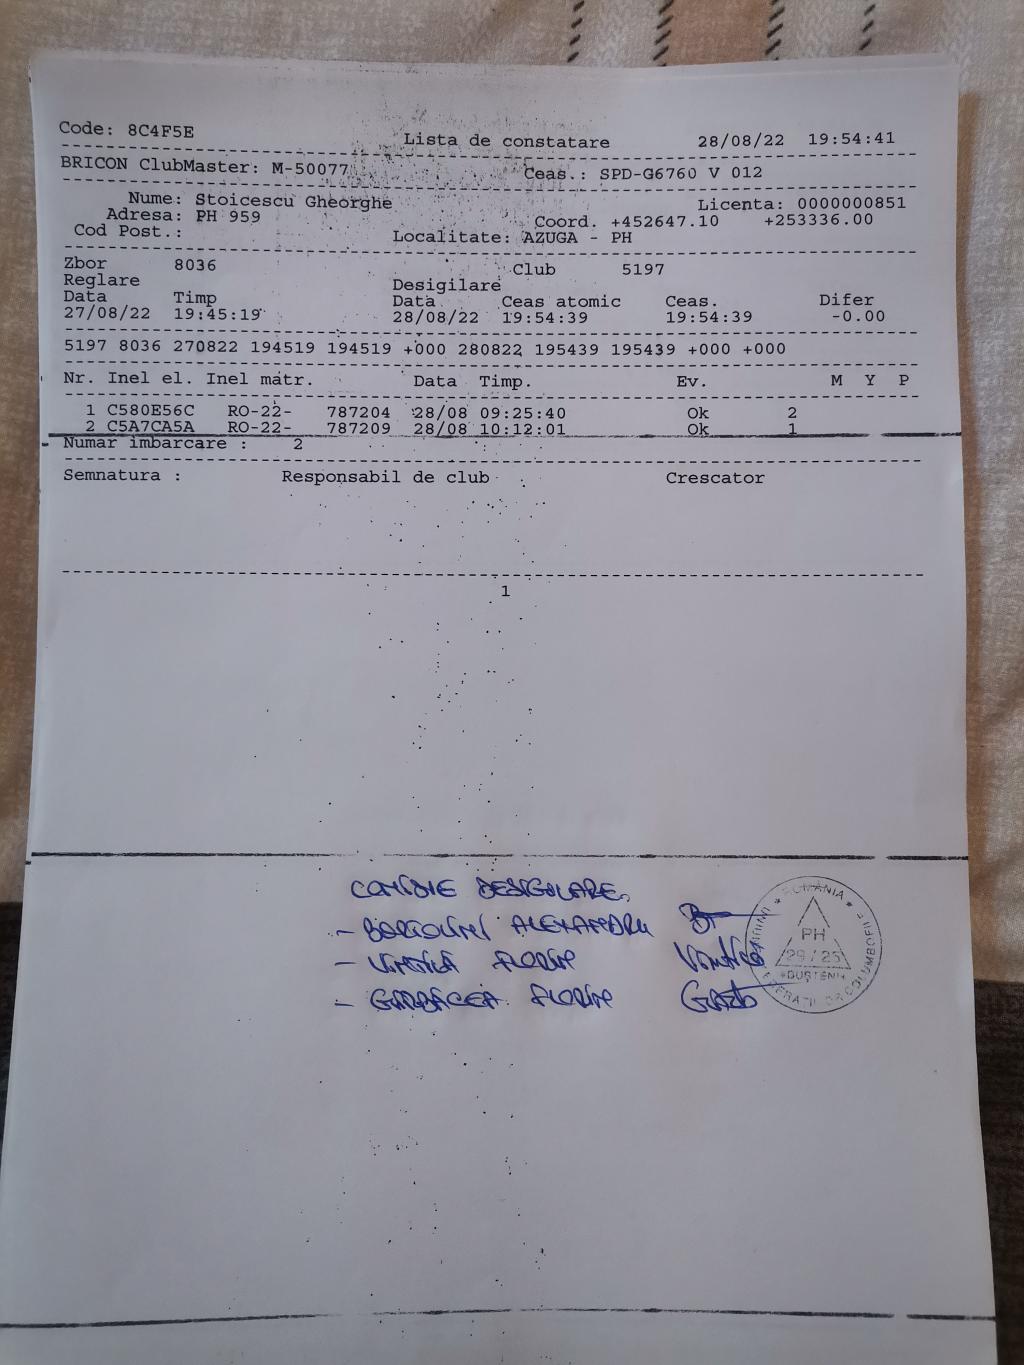 Code: 8C4F5E Lista de constatare 28/08/22 19:54:41
BRICON ClubMaster: M-50077 Ceas.: SPD-G6760 V 012
Nume: Stoicescu Gheorghe Licenta: 0000000851
Adresa: PH 959 Coord. +452647.10 +253336.00
Cod Post.: Localitate: AZUGA - PH
Zbor 8036 Club 5197
Reglare Desigilare
Data Timp Data Ceas atomic Ceas. Difer
27/08/22 19:45:19 28/08/22 19:54:39 19:54:39 -0.00
5197 8036 270822 194519 194519 +000 280822 195439 195439 +000 +000
Nr. Inel el. Inel matr. Data Timp. Ev. M Y P
1 C580E56C RO-22- 787204 28/08 09:25:40 Ok 2
2 C5A7CA5A RO-22- 787209 28/08 10:12:01 Ok 1
Numar imbarcare : 2
Semnatura : Responsabil de club Crescator
1
COMISIE DESIGILARE
- ALEXANDRU
- VINTILĂ FLORIN
- GÂRBACEA FLORIN
ROMANIA
PH
29 / 25
BUȘTENI